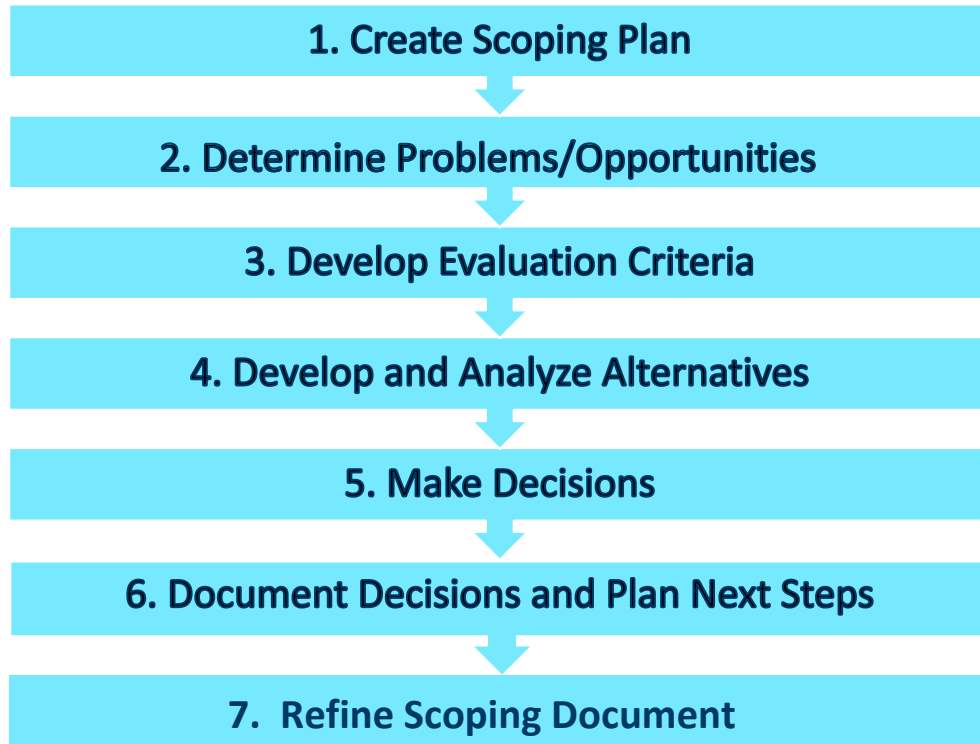 1. Create Scoping Plan
2. Determine Problems/Opportunities
3. Develop Evaluation Criteria
4. Develop and Analyze Alternatives
5. Make Decisions
6. Document Decisions and Plan Next Steps
7. Refine Scoping Document